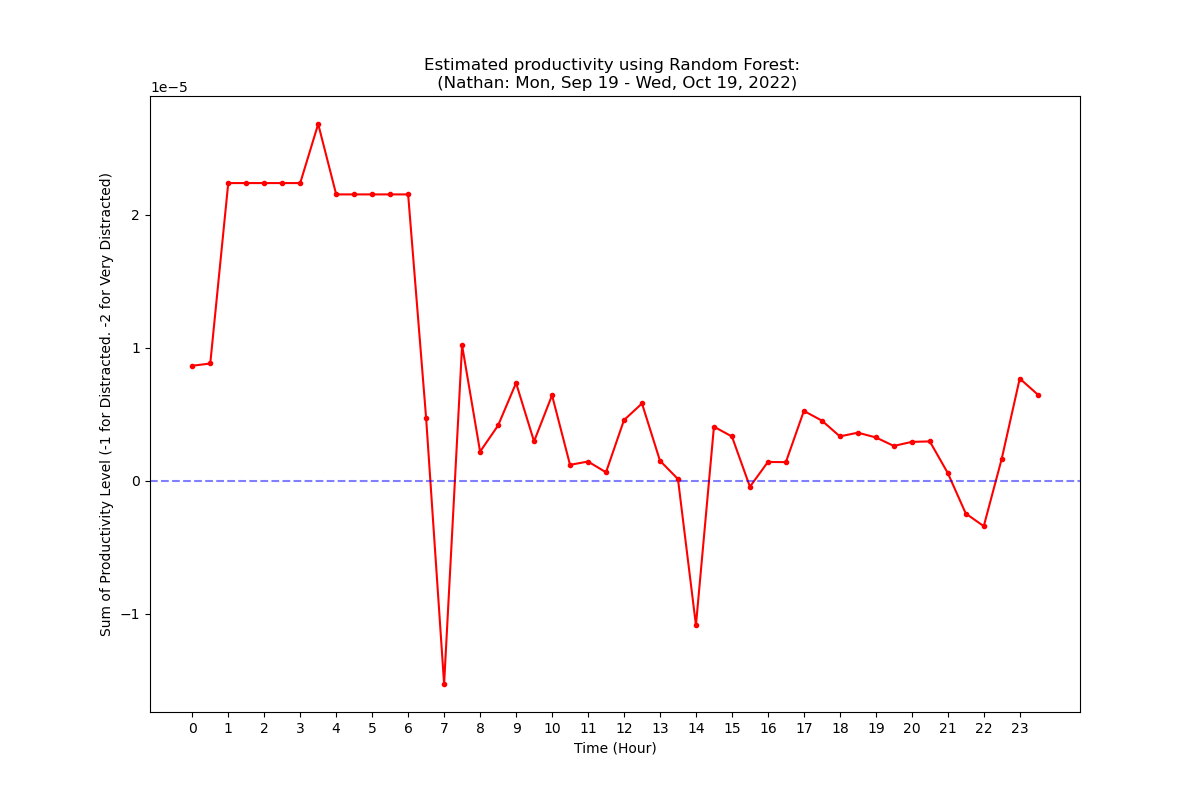 Estimated productivity using Random Forest:
(Nathan: Mon, Sep 19 - Wed, Oct 19, 2022)
1e−5
Sum of Productivity Level (-1 for Distracted. -2 for Very Distracted)
2
1
0
−1
0 1 2 3 4 5 6 7 8 9 10 11 12 13 14 15 16 17 18 19 20 21 22 23
Time (Hour)